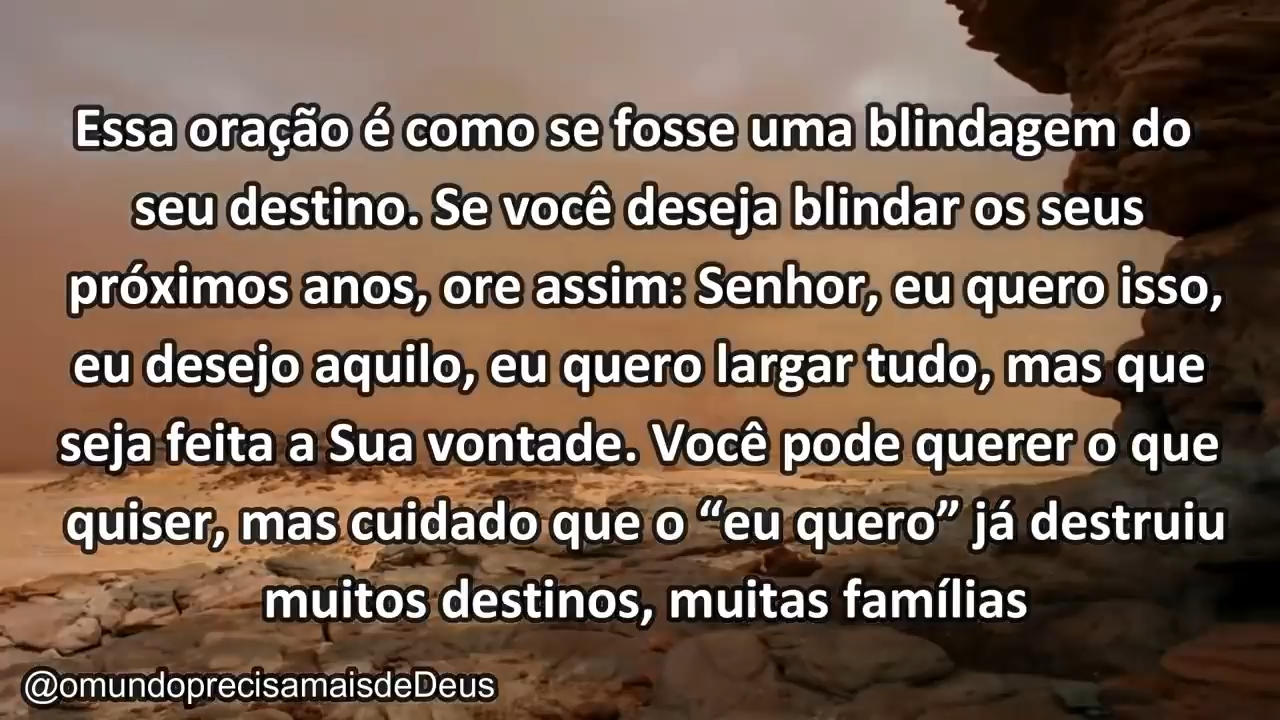 Essa oração é como se fosse uma blindagem do
seu destino. Se você deseja blindar os seus
próximos anos, ore assim: Senhor, eu quero isso,
eu desejo aquilo, eu quero largar tudo, mas que
seja feita a Sua vontade. Você pode querer o que
quiser, mas cuidado que o “eu quero” já destruiu
muitos destinos, muitas famílias
@omundoprecisamaisdeDeus